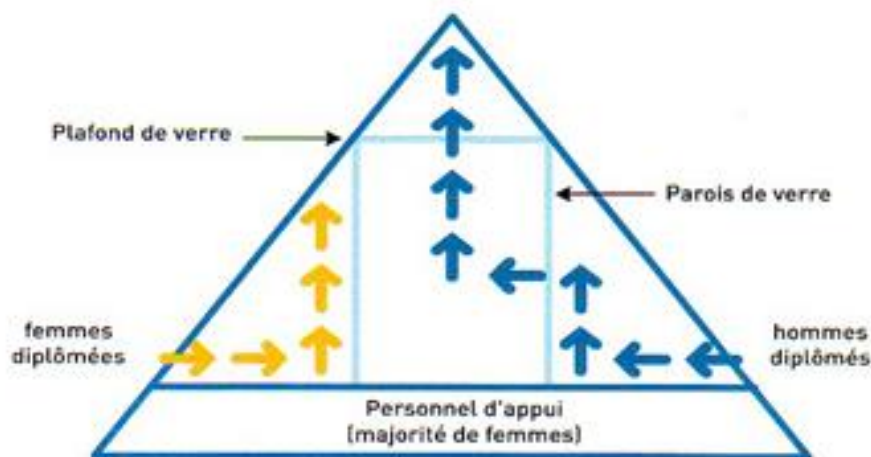 Plafond de verre
Parois de verre
femmes
diplômées
hommes
diplômés
Personnel d'appui
(majorité de femmes)